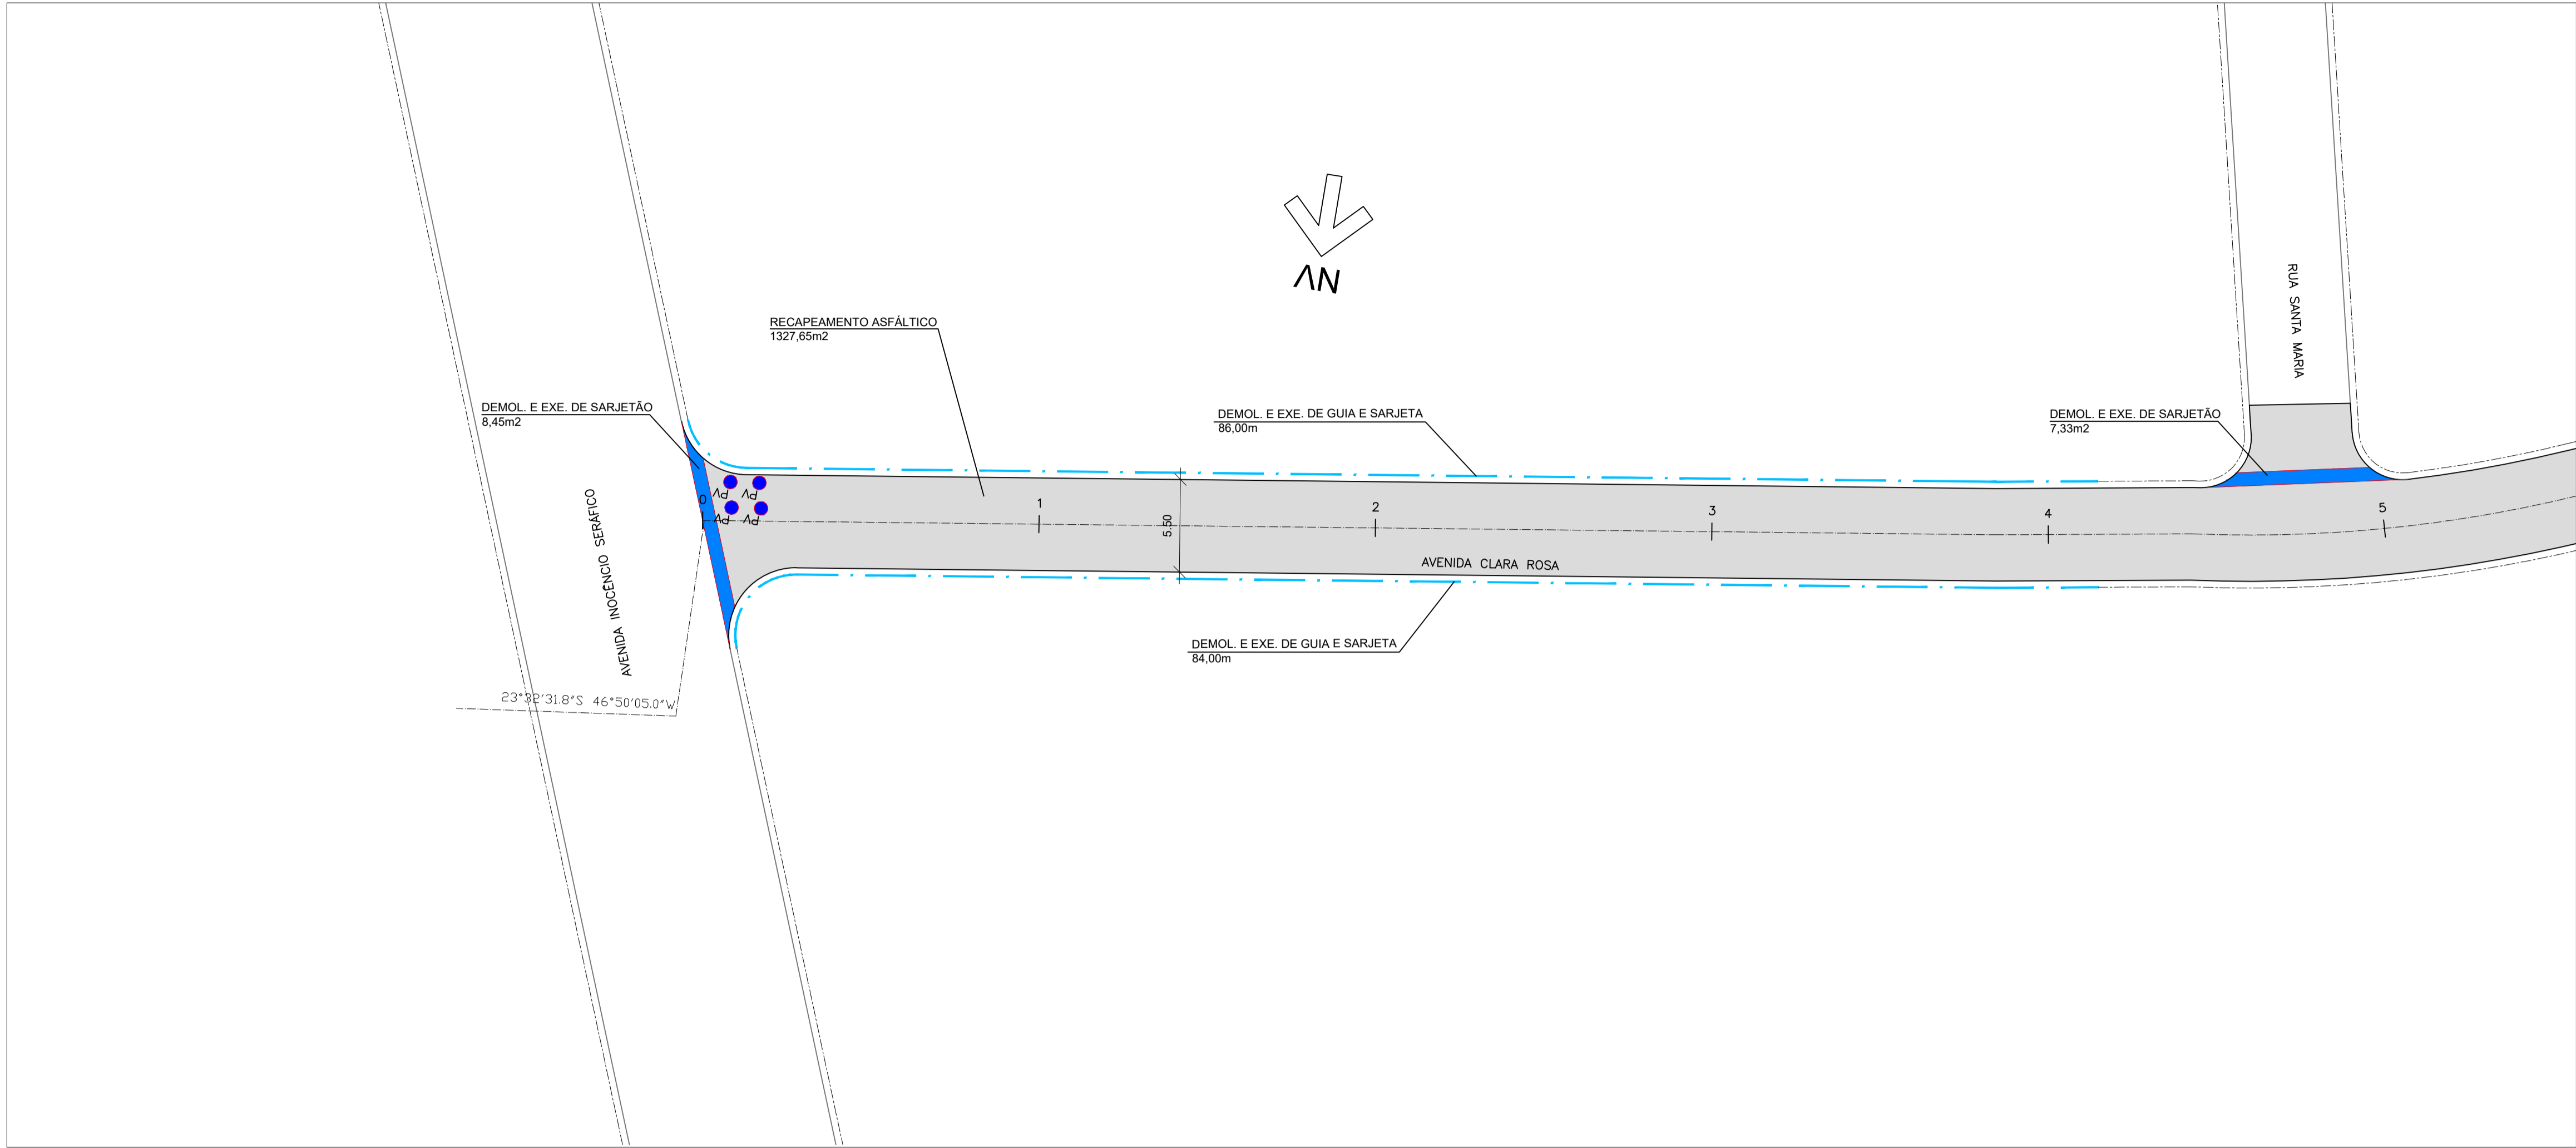 NV
RUA SANTA MARIA
RECAPEAMENTO ASFÁLTICO
1327,65m2
DEMOL. E EXE. DE SARJETÃO
8,45m2
DEMOL. E EXE. DE GUIA E SARJETA
86,00m
DEMOL. E EXE. DE SARJETÃO
7,33m2
PV
PV
PV
PV
0
1
2
3
4
5
5.50
AVENIDA CLARA ROSA
AVENIDA INOCÊNCIO SERÁFICO
DEMOL. E EXE. DE GUIA E SARJETA
84,00m
23°32'31.8"S 46°50'05.0"W